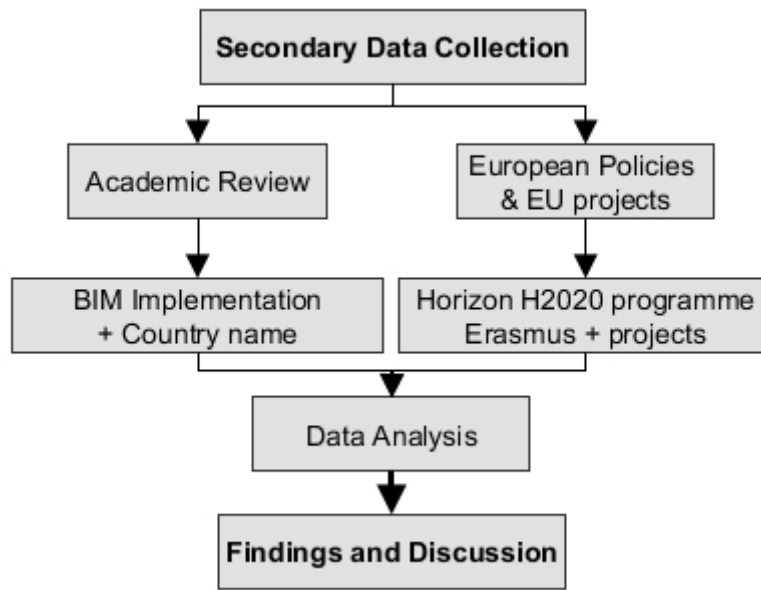 Secondary Data Collection
Academic Review
European Policies
& EU projects
BIM Implementation
+ Country name
Horizon H2020 programme
Erasmus + projects
Data Analysis
Findings and Discussion